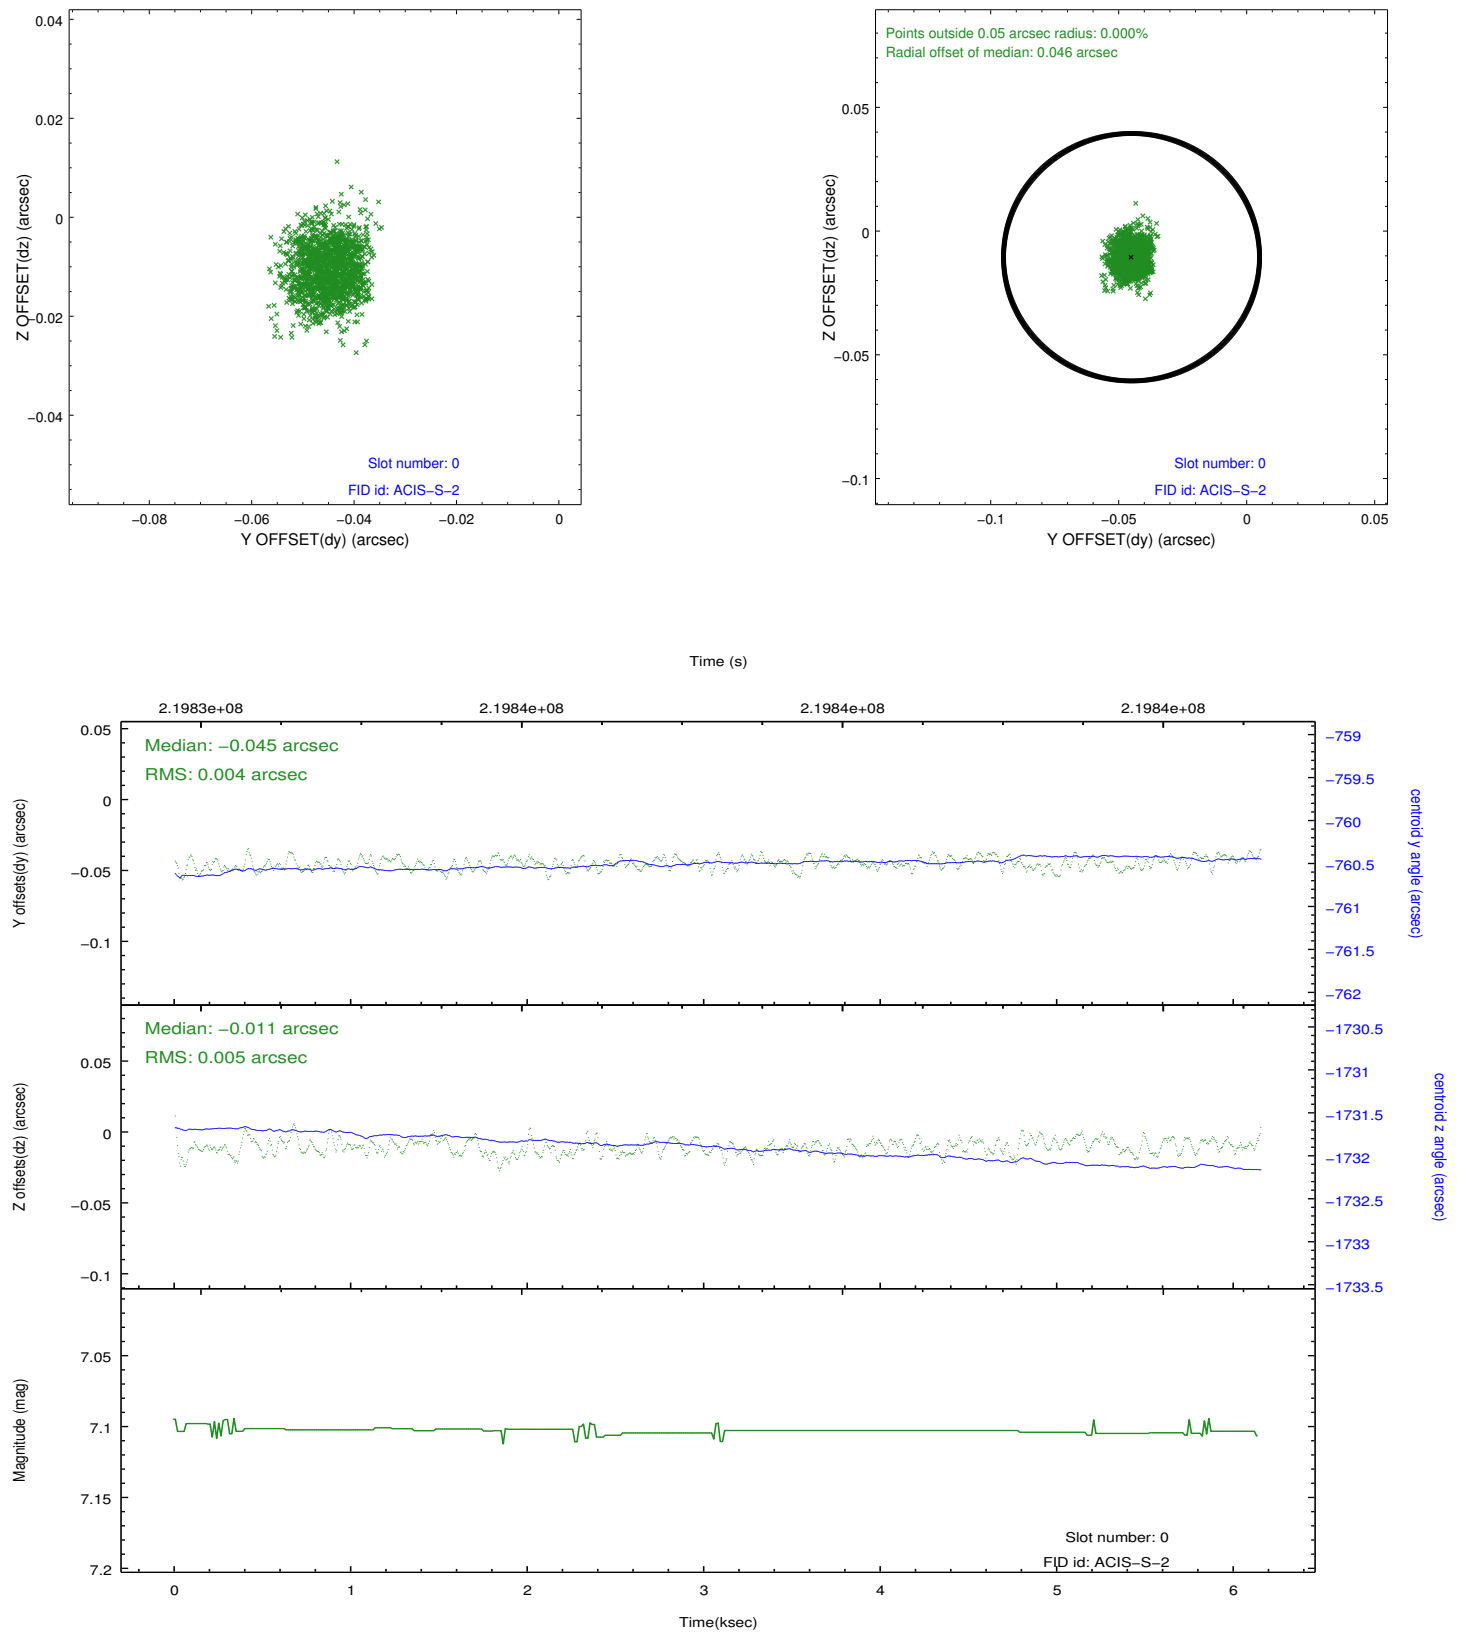 0.04
0.02
0
−0.02
−0.04
Z OFFSET(dz) (arcsec)
Slot number: 0
FID id: ACIS−S−2
−0.08
−0.06
−0.04
−0.02
0
Y OFFSET(dy) (arcsec)
Points outside 0.05 arcsec radius: 0.000%
Radial offset of median: 0.046 arcsec
0.05
0
−0.05
−0.1
Z OFFSET(dz) (arcsec)
Slot number: 0
FID id: ACIS−S−2
−0.1
−0.05
0
0.05
Y OFFSET(dy) (arcsec)
Time (s)
2.1983e+08
2.1984e+08
2.1984e+08
2.1984e+08
Median: −0.045 arcsec
RMS: 0.004 arcsec
0.05
0
−0.05
−0.1
Y offsets(dy) (arcsec)
−759
−759.5
−760
−760.5
−761
−761.5
−762
centroid y angle (arcsec)
Median: −0.011 arcsec
RMS: 0.005 arcsec
0.05
0
−0.05
−0.1
Z offsets(dz) (arcsec)
−1730.5
−1731
−1731.5
−1732
−1732.5
−1733
−1733.5
centroid z angle (arcsec)
7.05
7.1
7.15
7.2
Magnitude (mag)
Slot number: 0
FID id: ACIS−S−2
0
1
2
3
4
5
6
Time(ksec)